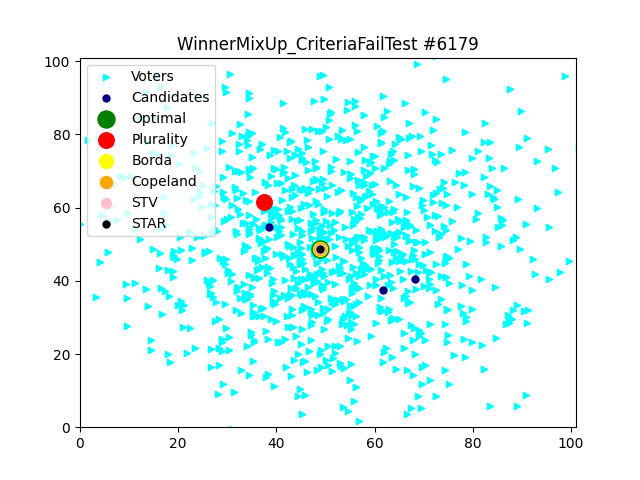 WinnerMixUp_CriteriaFailTest #6179
100
80
60
40
20
0
Voters
Candidates
Optimal
Plurality
Borda
Copeland
STV
STAR
0 20 40 60 80 100